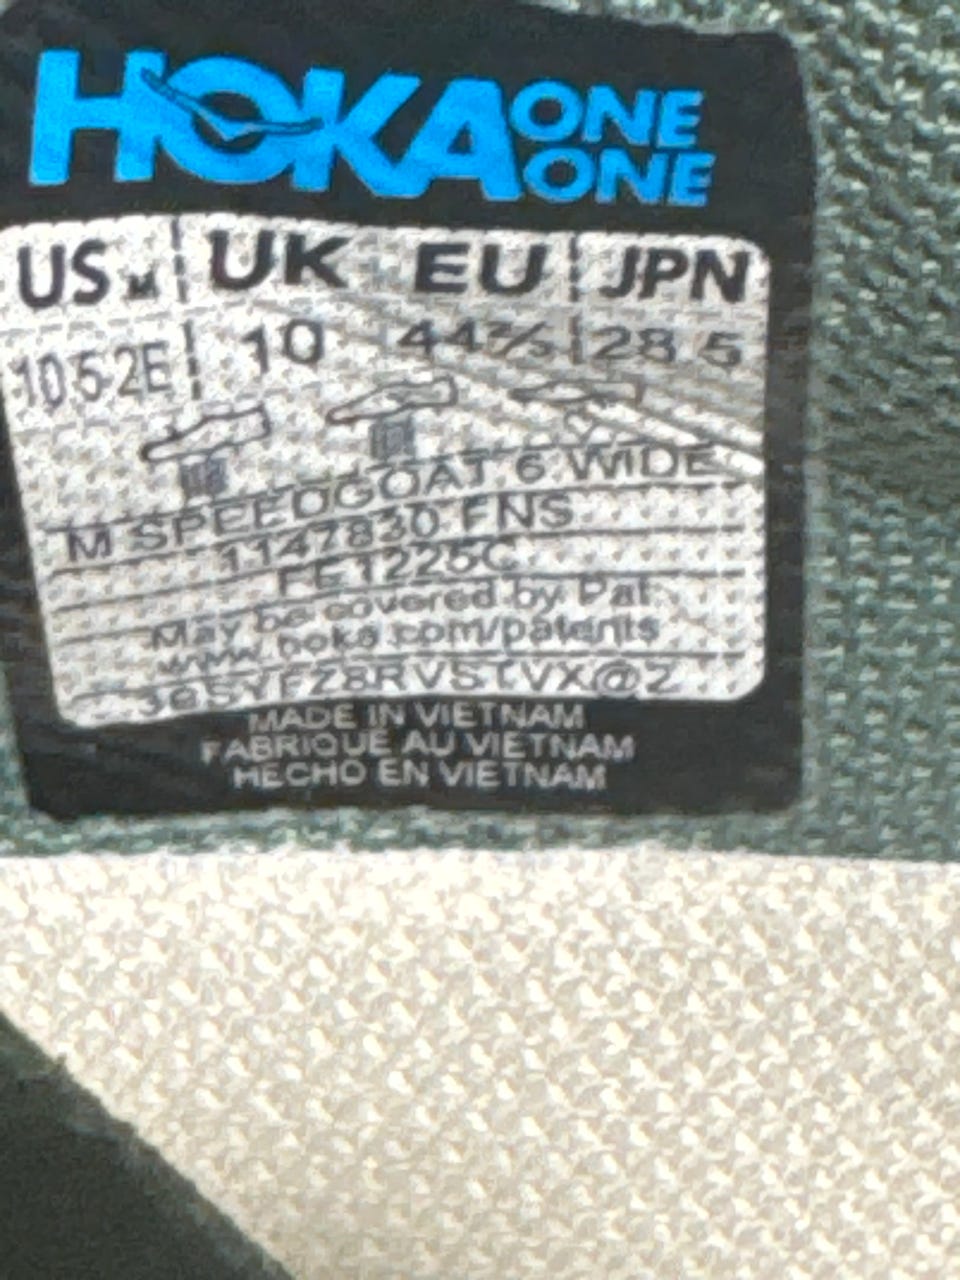 HOKA ONE ONE
US M UK EU JPN
10.5 2E 10 44⅔ 28.5
M SPEEDGOAT 6 WIDE
1147830 FNS
FE1225C
May be covered by Pat:
www.hoka.com/patents
MADE IN VIETNAM
FABRIQUE AU VIETNAM
HECHO EN VIETNAM